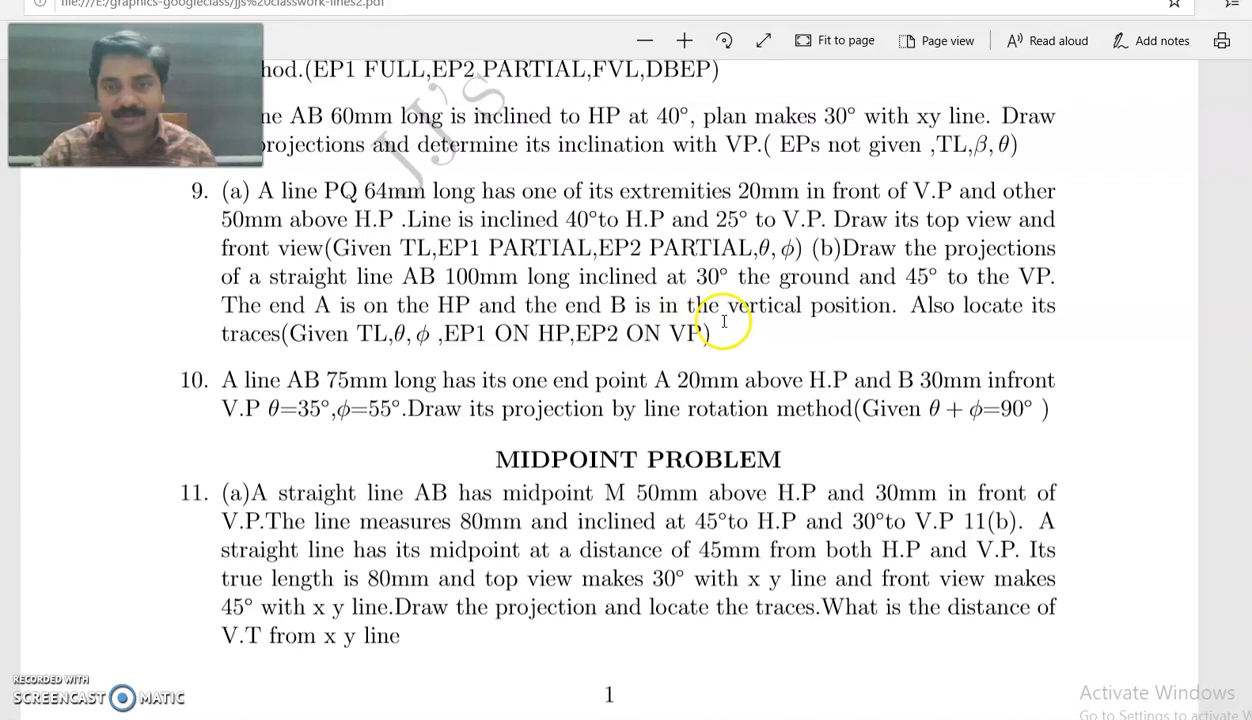 file:///E:/graphics-googleclass/jjs%20classwork-lines2.pdf
Fit to page
Page view
Read aloud
Add notes
hod.(EP1 FULL,EP2 PARTIAL,FVL,DBEP)
ne AB 60mm long is inclined to HP at 40°, plan makes 30° with xy line. Draw
rojections and determine its inclination with VP.( EPs not given ,TL,β, θ)
JJ's
9. (a) A line PQ 64mm long has one of its extremities 20mm in front of V.P and other
50mm above H.P .Line is inclined 40°to H.P and 25° to V.P. Draw its top view and
front view(Given TL,EP1 PARTIAL,EP2 PARTIAL,θ, ϕ) (b)Draw the projections
of a straight line AB 100mm long inclined at 30° the ground and 45° to the VP.
The end A is on the HP and the end B is in the vertical position. Also locate its
traces(Given TL,θ, ϕ ,EP1 ON HP,EP2 ON VP)
10. A line AB 75mm long has its one end point A 20mm above H.P and B 30mm infront
V.P θ=35°,ϕ=55°.Draw its projection by line rotation method(Given θ + ϕ=90° )
MIDPOINT PROBLEM
11. (a)A straight line AB has midpoint M 50mm above H.P and 30mm in front of
V.P.The line measures 80mm and inclined at 45°to H.P and 30°to V.P 11(b). A
straight line has its midpoint at a distance of 45mm from both H.P and V.P. Its
true length is 80mm and top view makes 30° with x y line and front view makes
45° with x y line.Draw the projection and locate the traces.What is the distance of
V.T from x y line
1
RECORDED WITH
SCREENCAST MATIC
Activate Windows
Go to Settings to activate W